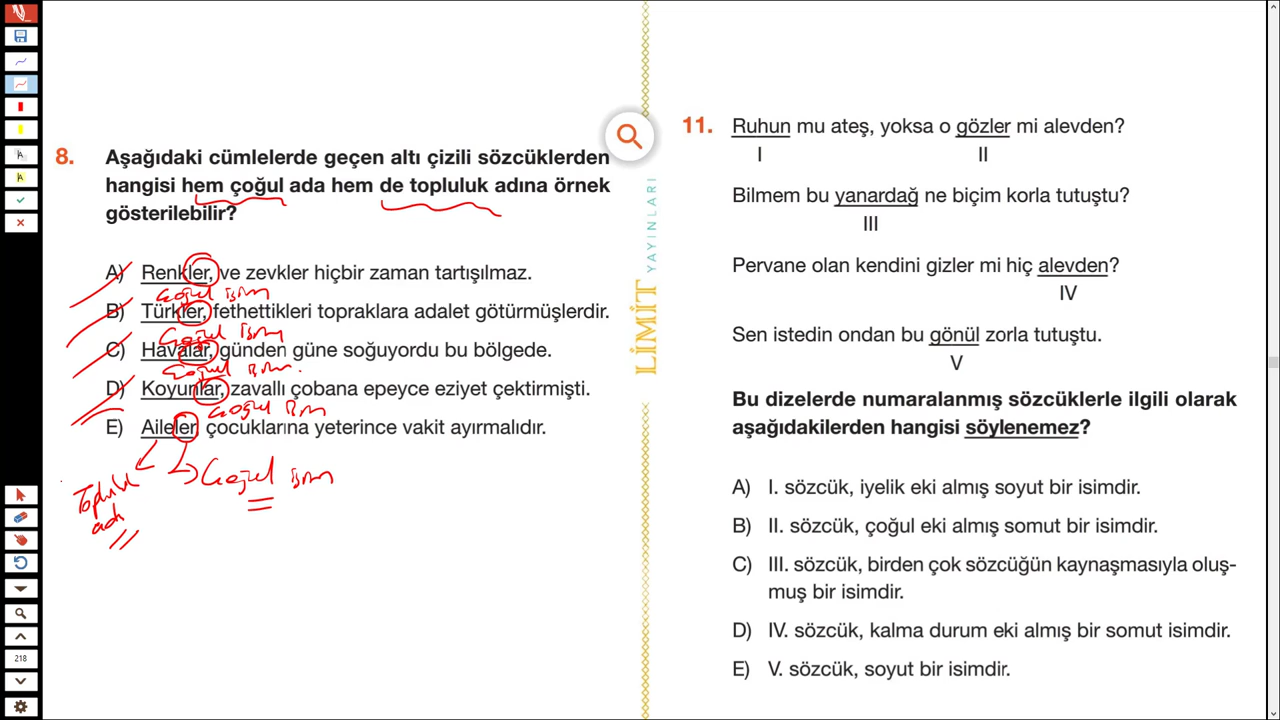 8. Aşağıdaki cümlelerde geçen altı çizili sözcüklerden
hangisi hem çoğul ada hem de topluluk adına örnek
gösterilebilir?
A) Renkler, ve zevkler hiçbir zaman tartışılmaz.
çoğul isim
B) Türkler, fethettikleri topraklara adalet götürmüşlerdir.
çoğul isim
C) Havalar, günden güne soğuyordu bu bölgede.
çoğul isim.
D) Koyunlar, zavallı çobana epeyce eziyet çektirmişti.
çoğul isim
E) Aileler, çocuklarına yeterince vakit ayırmalıdır.
Topluluk
adı
çoğul isim
LİMİT YAYINLARI
11. Ruhun mu ateş, yoksa o gözler mi alevden?
I II
Bilmem bu yanardağ ne biçim korla tutuştu?
III
Pervane olan kendini gizler mi hiç alevden?
IV
Sen istedin ondan bu gönül zorla tutuştu.
V
Bu dizelerde numaralanmış sözcüklerle ilgili olarak
aşağıdakilerden hangisi söylenemez?
A) I. sözcük, iyelik eki almış soyut bir isimdir.
B) II. sözcük, çoğul eki almış somut bir isimdir.
C) III. sözcük, birden çok sözcüğün kaynaşmasıyla oluş-
muş bir isimdir.
D) IV. sözcük, kalma durum eki almış bir somut isimdir.
E) V. sözcük, soyut bir isimdir.
218